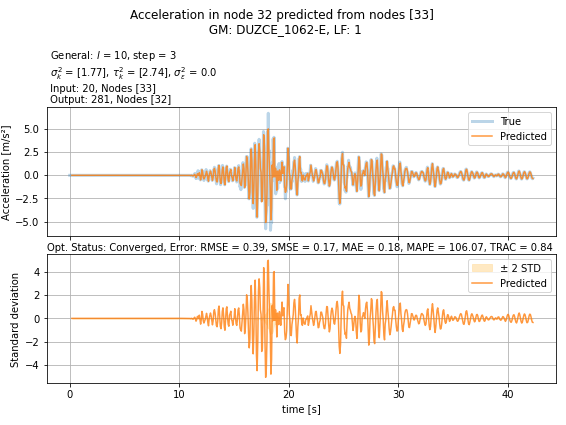 Acceleration in node 32 predicted from nodes [33]
GM: DUZCE_1062-E, LF: 1
General: l = 10, step = 3
σ²ₖ = [1.77], τ²ₖ = [2.74], σ²ε = 0.0
Input: 20, Nodes [33]
Output: 281, Nodes [32]
Acceleration [m/s²]
5.0
2.5
0.0
−2.5
−5.0
True
Predicted
Opt. Status: Converged, Error: RMSE = 0.39, SMSE = 0.17, MAE = 0.18, MAPE = 106.07, TRAC = 0.84
Standard deviation
4
2
0
−2
−4
± 2 STD
Predicted
0 10 20 30 40
time [s]